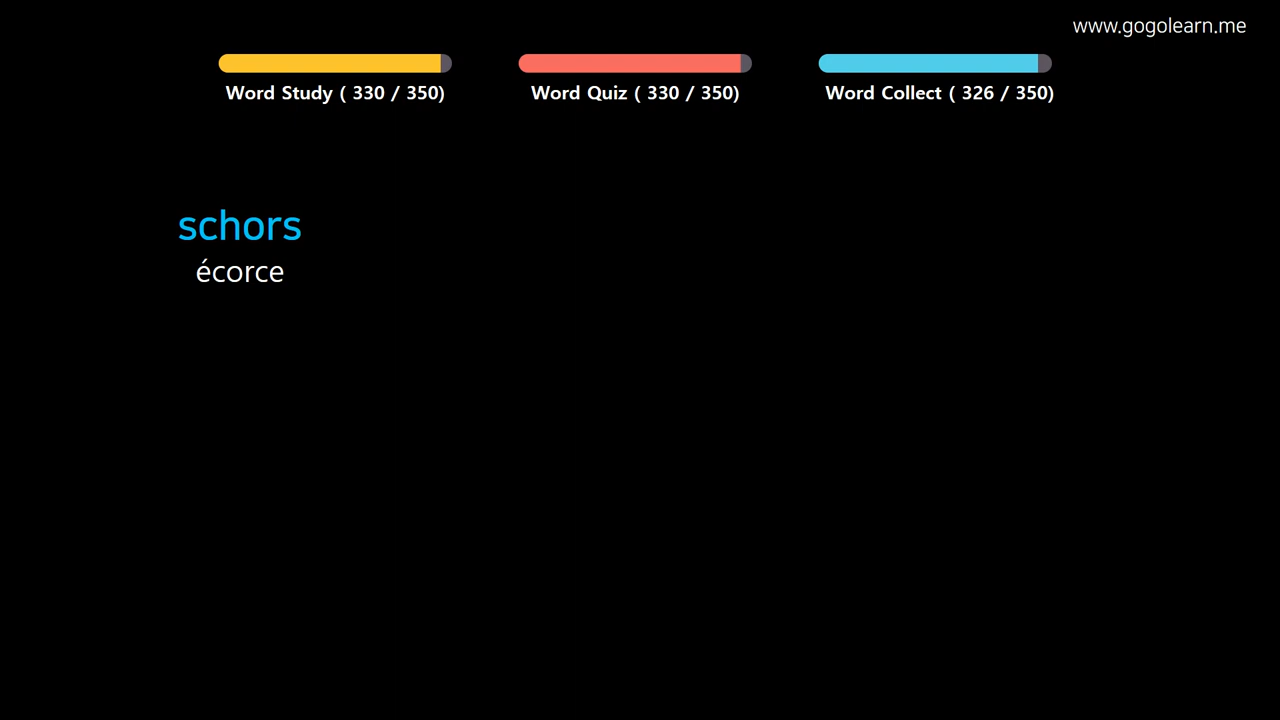 www.gogolearn.me
Word Study ( 330 / 350)
Word Quiz ( 330 / 350)
Word Collect ( 326 / 350)
schors
écorce